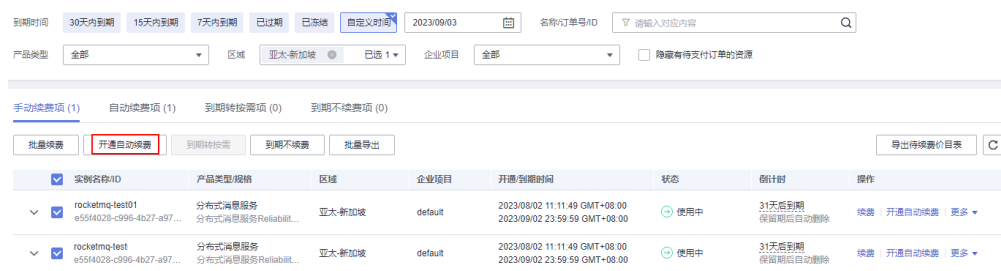 到期时间 30天内到期 15天内到期 7天内到期 已过期 已冻结 自定义时间 2023/09/03 名称/订单号/ID 请输入对应内容
产品类型 全部 区域 亚太-新加坡 已选 1 企业项目 全部 隐藏有待支付订单的资源
手动续费项 (1) 自动续费项 (1) 到期转按需项 (0) 到期不续费项 (0)
批量续费 开通自动续费 到期转按需 到期不续费 批量导出 导出待续费价目表
实例名称/ID 产品类型/规格 区域 企业项目 开通/到期时间 状态 倒计时 操作
rocketmq-test01 分布式消息服务 亚太-新加坡 default 2023/08/02 11:11:49 GMT+08:00 使用中 31天后到期 续费 开通自动续费 更多
e55f4028-c996-4b27-a97... 分布式消息服务Reliabilit... 2023/09/02 23:59:59 GMT+08:00 保留期后自动删除
rocketmq-test 分布式消息服务 亚太-新加坡 default 2023/08/02 11:11:49 GMT+08:00 使用中 31天后到期 续费 开通自动续费 更多
e55f4028-c996-4b27-a97... 分布式消息服务Reliabilit... 2023/09/02 23:59:59 GMT+08:00 保留期后自动删除